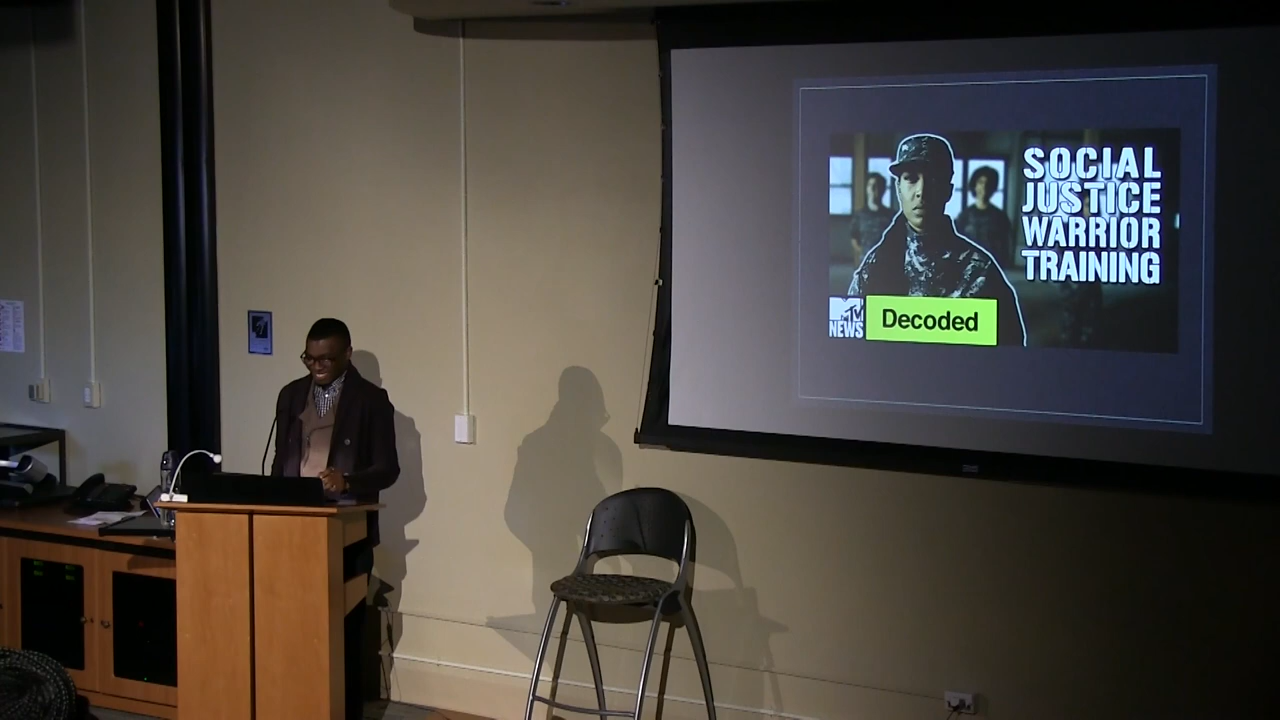 SOCIAL
JUSTICE
WARRIOR
TRAINING
MTV
NEWS
Decoded